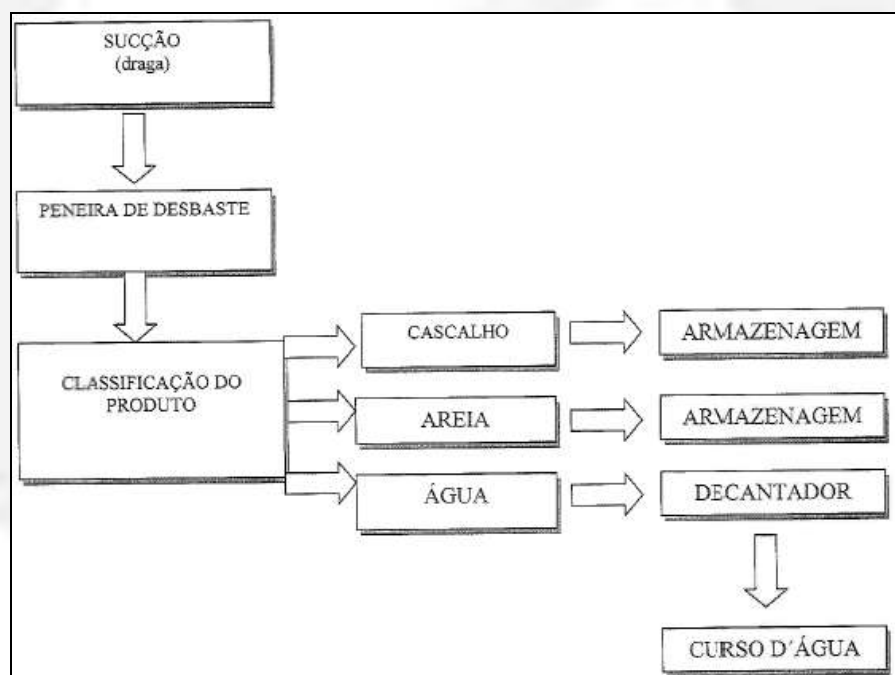 SUCÇÃO
(draga)
PENEIRA DE DESBASTE
CLASSIFICAÇÃO DO
PRODUTO
CASCALHO
ARMAZENAGEM
AREIA
ARMAZENAGEM
ÁGUA
DECANTADOR
CURSO D´ÁGUA